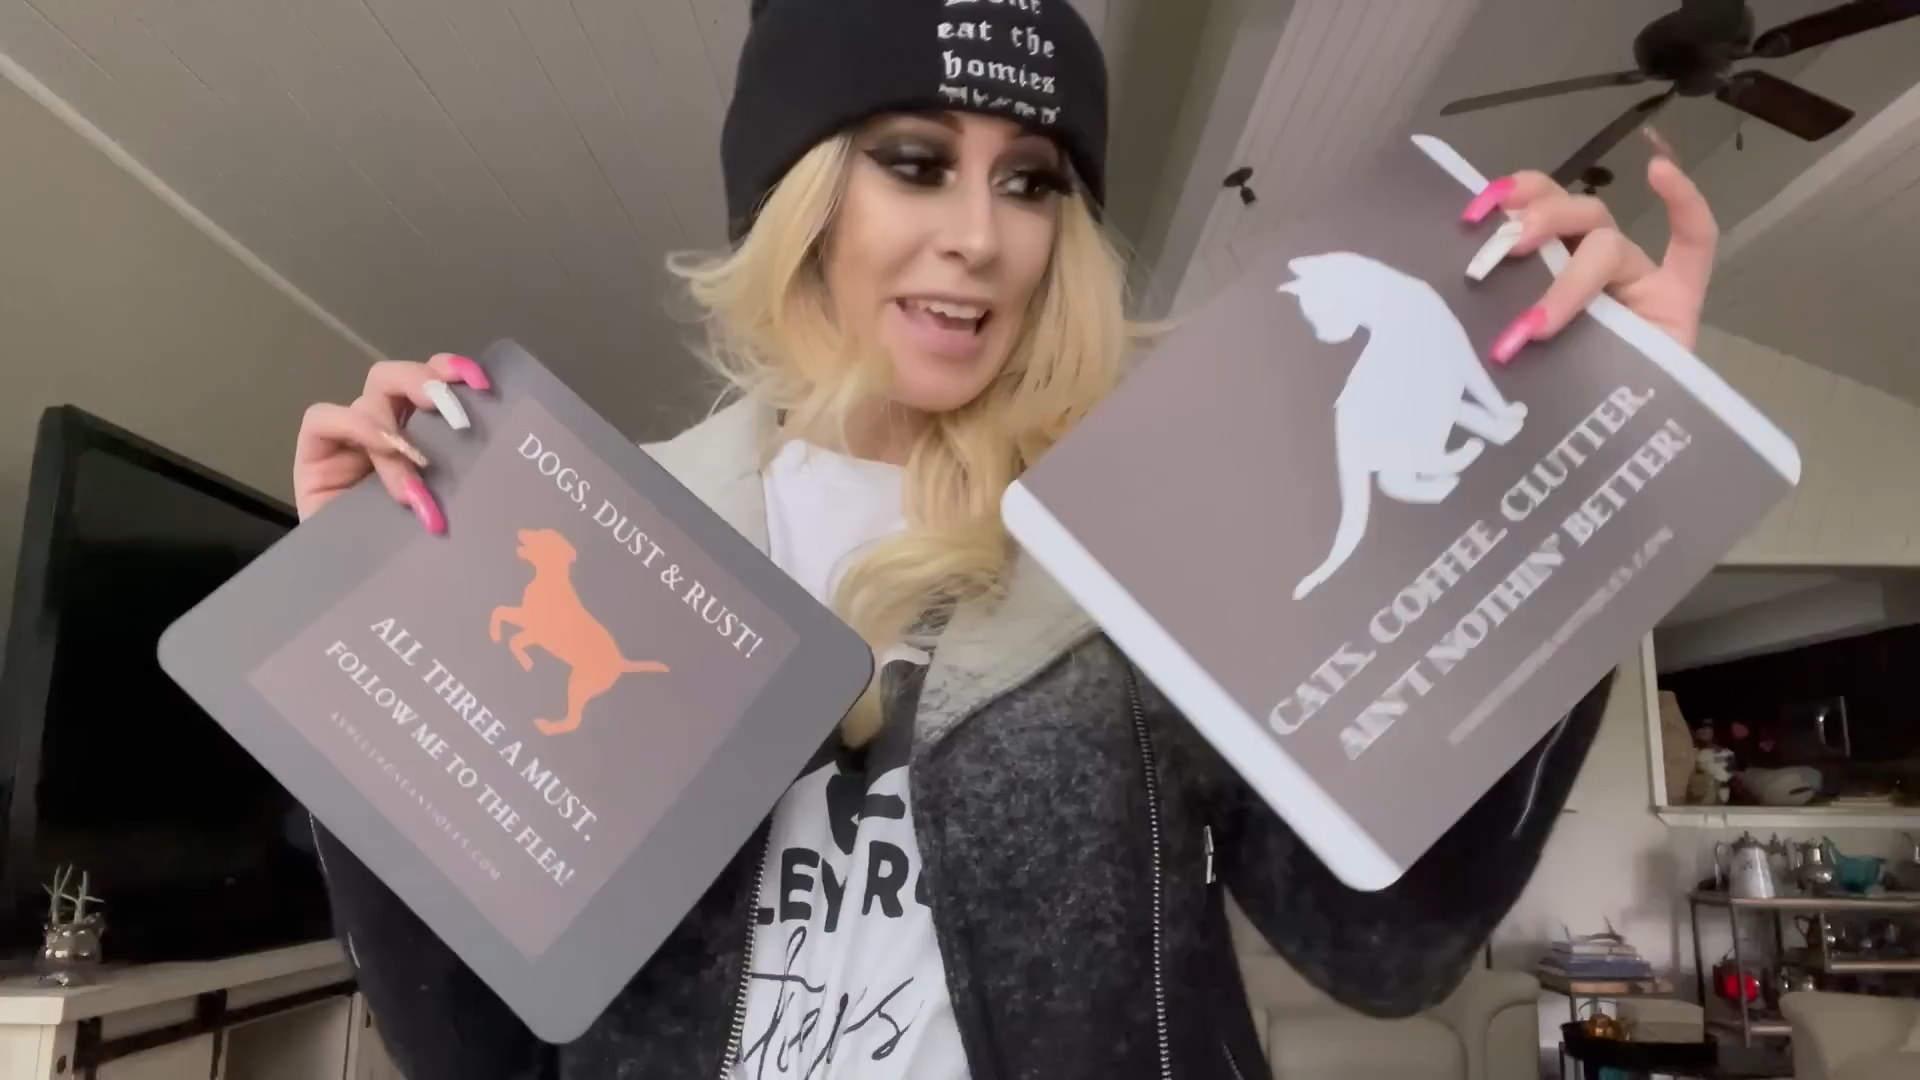 eat the
homies
DOGS, DUST & RUST!
ALL THREE A MUST.
FOLLOW ME TO THE FLEA!
CATS. COFFEE. CLUTTER.
AIN'T NOTHIN' BETTER!
LEY R